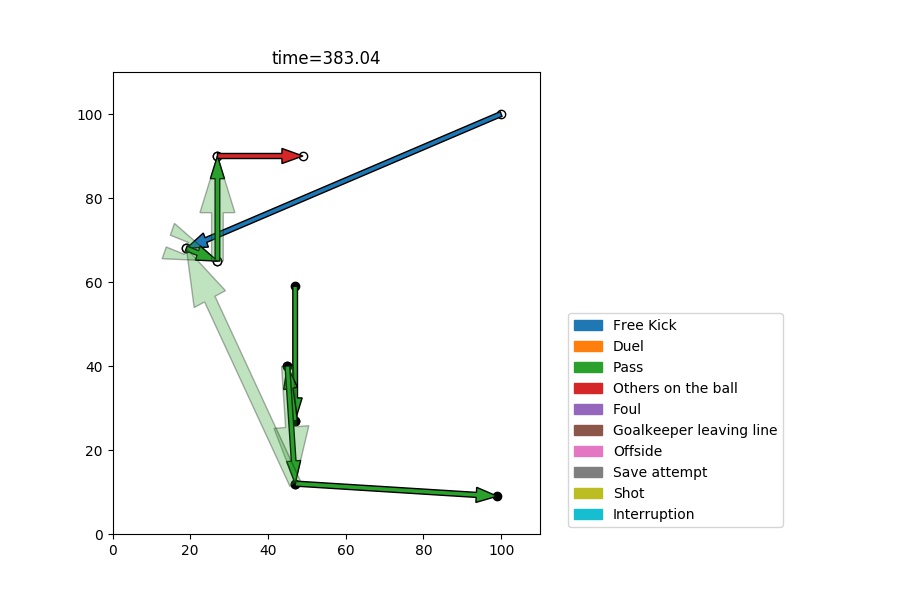 time=383.04
100
80
60
40
20
0
0 20 40 60 80 100
Free Kick
Duel
Pass
Others on the ball
Foul
Goalkeeper leaving line
Offside
Save attempt
Shot
Interruption